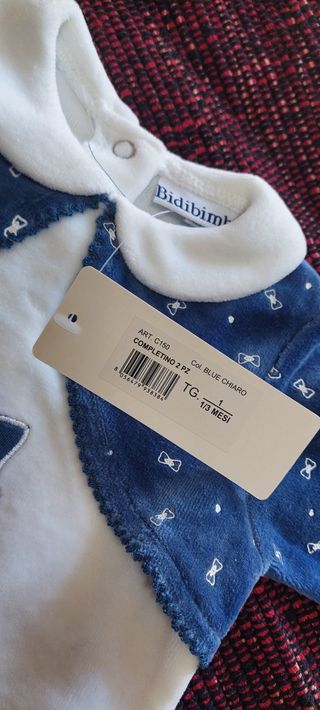 Bidibimb
ART. C150
COMPLETINO 2 PZ
Col. BLUE CHIARO
TG. 1
1/3 MESI